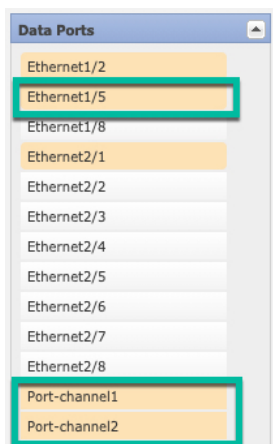 Data Ports
Ethernet1/2
Ethernet1/5
Ethernet1/8
Ethernet2/1
Ethernet2/2
Ethernet2/3
Ethernet2/4
Ethernet2/5
Ethernet2/6
Ethernet2/7
Ethernet2/8
Port-channel1
Port-channel2